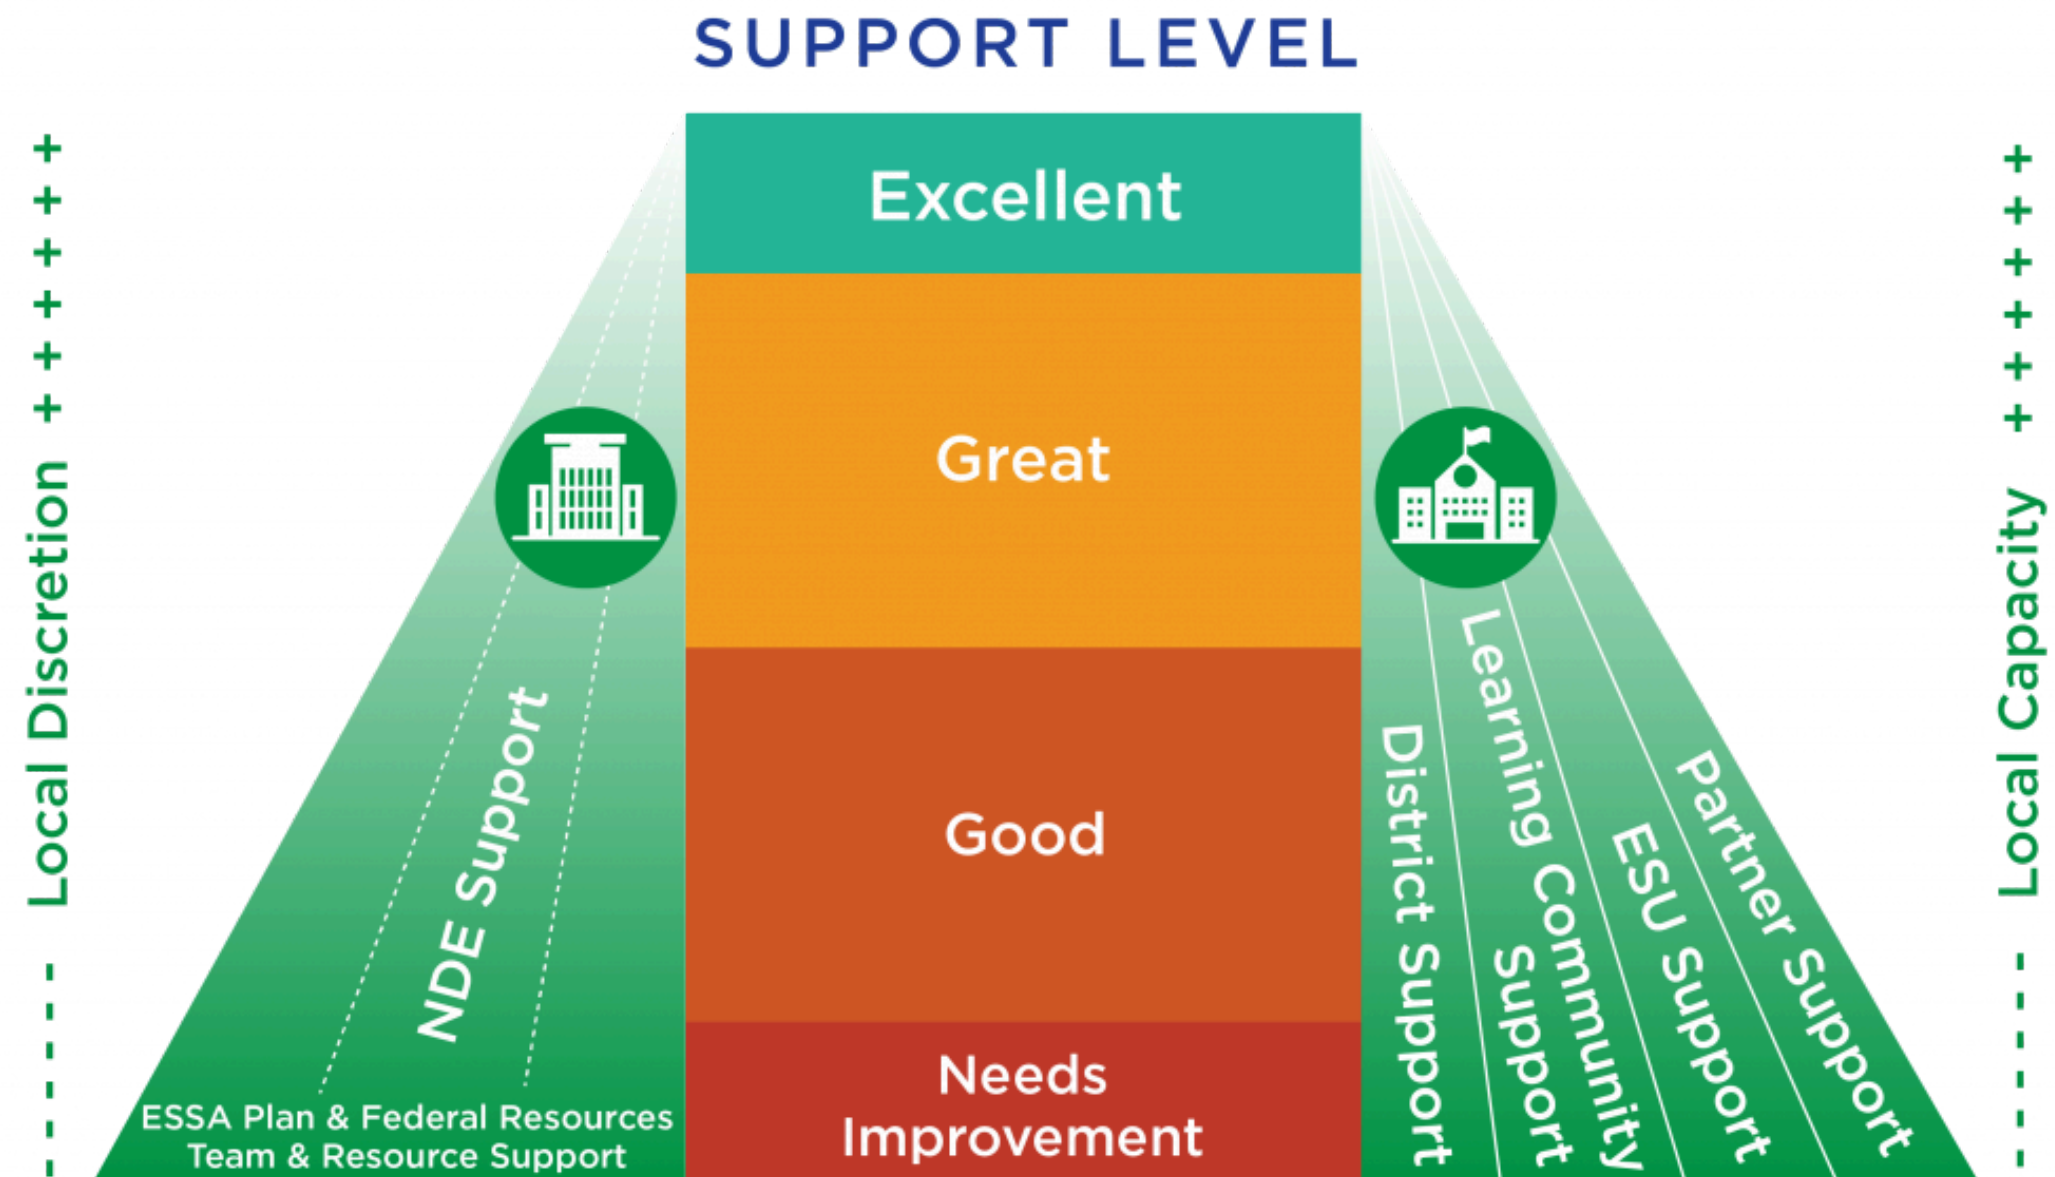 SUPPORT LEVEL
Local Discretion + + + + + +
- - - - - -
NDE Support
ESSA Plan & Federal Resources
Team & Resource Support
Excellent
Great
Good
Needs
Improvement
District Support
Learning Community
Support
ESU Support
Partner Support
Local Capacity + + + + + +
- - - - - -